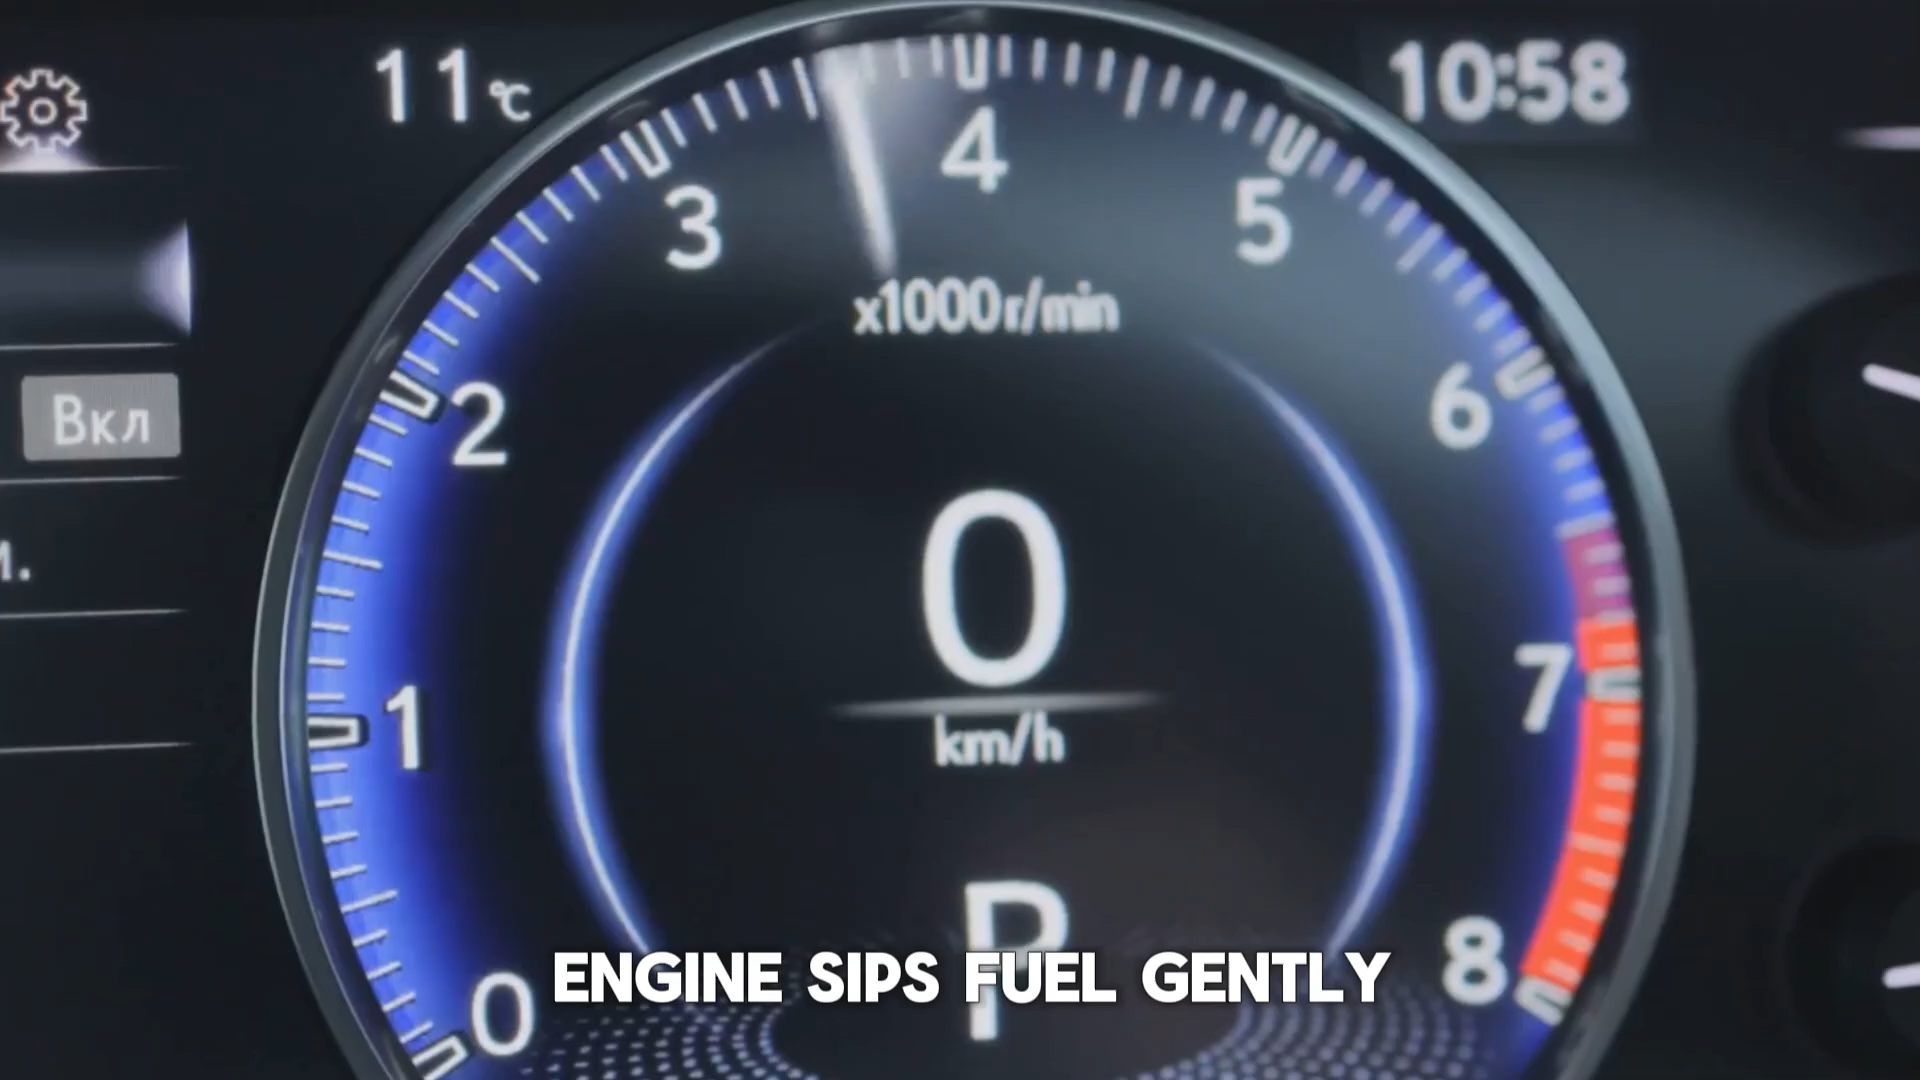 11°C
10:58
4
3
5
x1000r/min
2
6
Вкл
0
km/h
7
1
P
8
0
ENGINE SIPS FUEL GENTLY